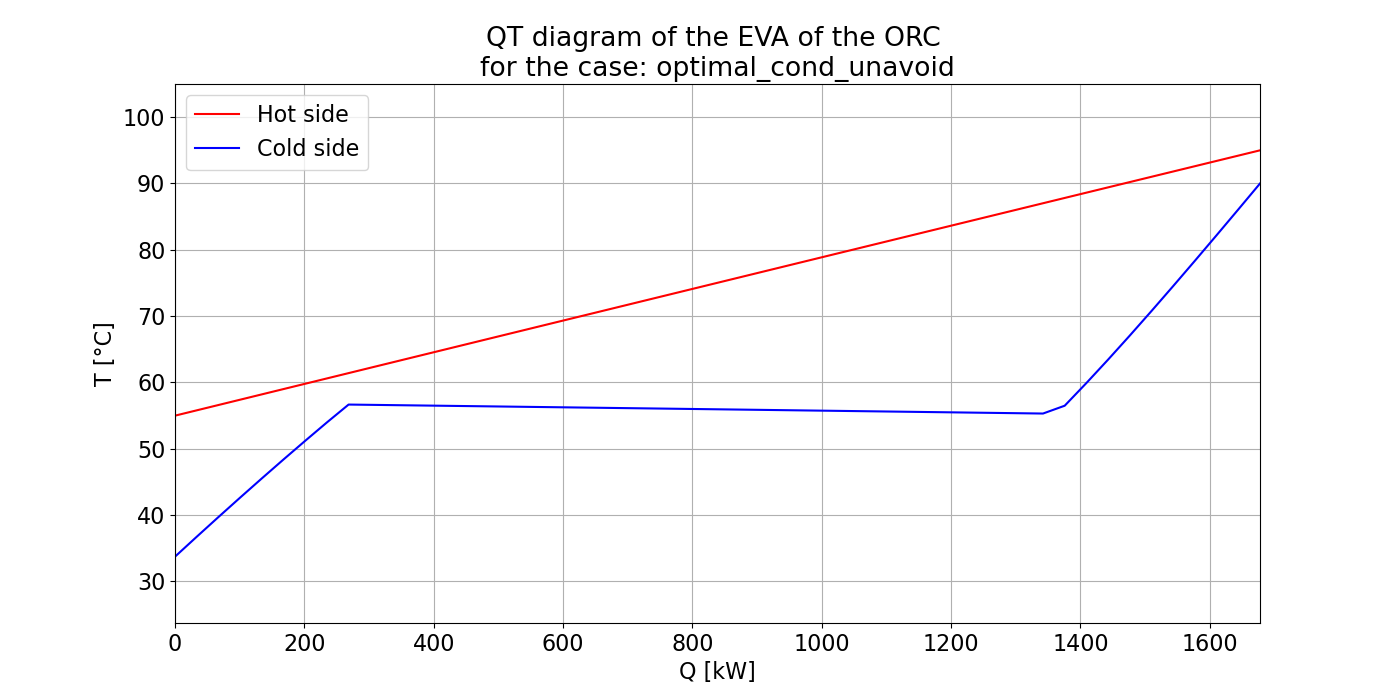 QT diagram of the EVA of the ORC
for the case: optimal_cond_unavoid
Hot side
Cold side
T [°C]
100
90
80
70
60
50
40
30
0 200 400 600 800 1000 1200 1400 1600
Q [kW]